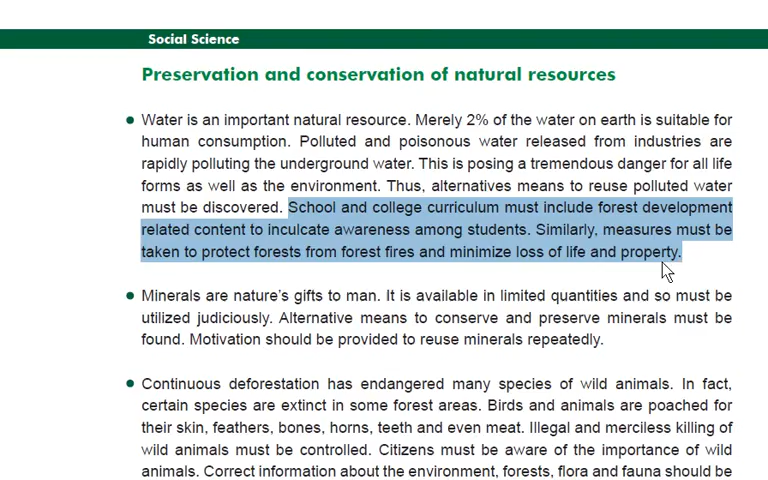 Social Science
Preservation and conservation of natural resources
Water is an important natural resource. Merely 2% of the water on earth is suitable for
human consumption. Polluted and poisonous water released from industries are
rapidly polluting the underground water. This is posing a tremendous danger for all life
forms as well as the environment. Thus, alternatives means to reuse polluted water
must be discovered. School and college curriculum must include forest development
related content to inculcate awareness among students. Similarly, measures must be
taken to protect forests from forest fires and minimize loss of life and property.
Minerals are nature's gifts to man. It is available in limited quantities and so must be
utilized judiciously. Alternative means to conserve and preserve minerals must be
found. Motivation should be provided to reuse minerals repeatedly.
Continuous deforestation has endangered many species of wild animals. In fact,
certain species are extinct in some forest areas. Birds and animals are poached for
their skin, feathers, bones, horns, teeth and even meat. Illegal and merciless killing of
wild animals must be controlled. Citizens must be aware of the importance of wild
animals. Correct information about the environment, forests, flora and fauna should be